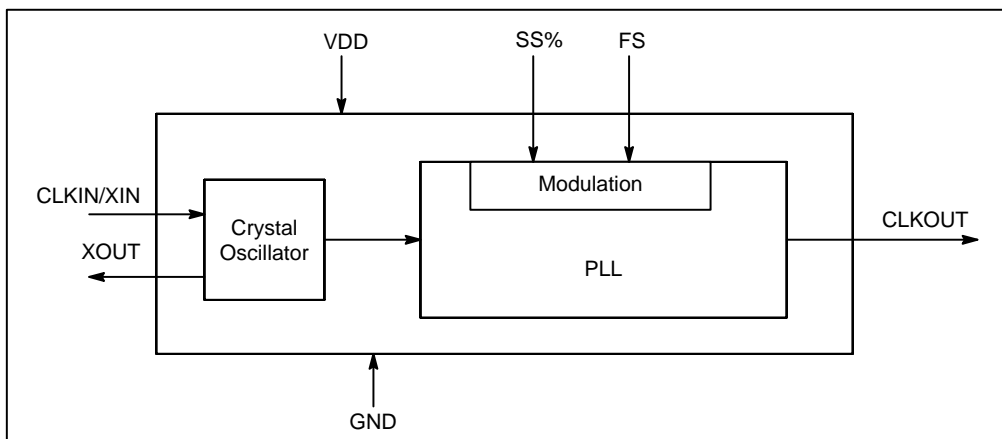 VDD
SS%
FS
CLKIN/XIN
XOUT
Crystal
Oscillator
Modulation
PLL
CLKOUT
GND